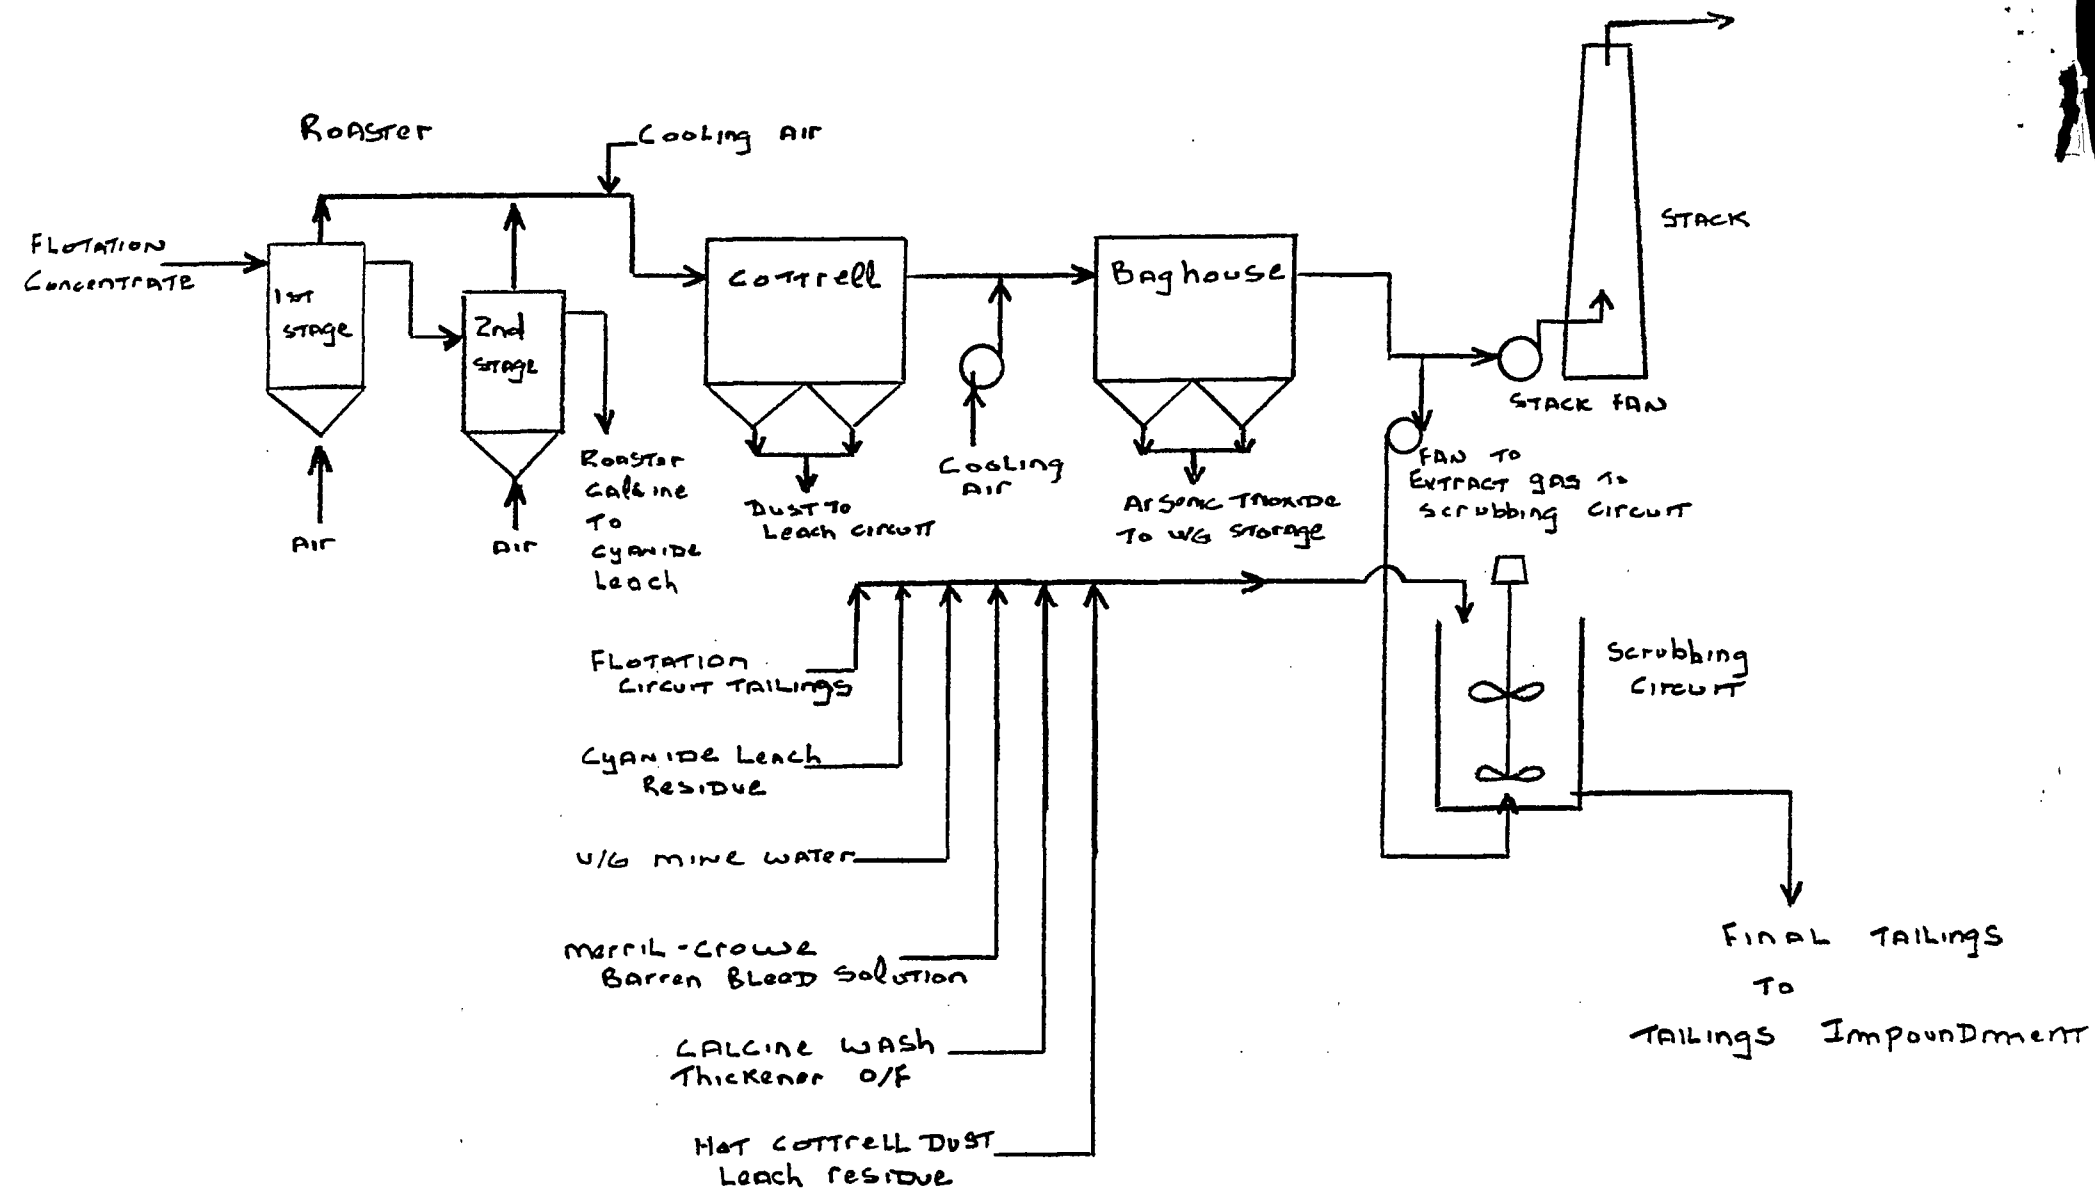 Roaster
Cooling Air
Flotation
Concentrate
1st
Stage
2nd
Stage
Cottrell
Baghouse
Stack
Stack Fan
Air
Air
Roaster
Calcine
To
Cyanide
Leach
Dust to
Leach Circuit
Cooling
Air
Arsenic Trioxide
To U/G Storage
Fan to
Extract gas to
Scrubbing Circuit
Flotation
Circuit Tailings
Cyanide Leach
Residue
U/G Mine Water
Merril-Crowe
Barren Bleed Solution
Calcine Wash
Thickener O/F
Hot Cottrell Dust
Leach Residue
Scrubbing
Circuit
Final Tailings
To
Tailings Impoundment